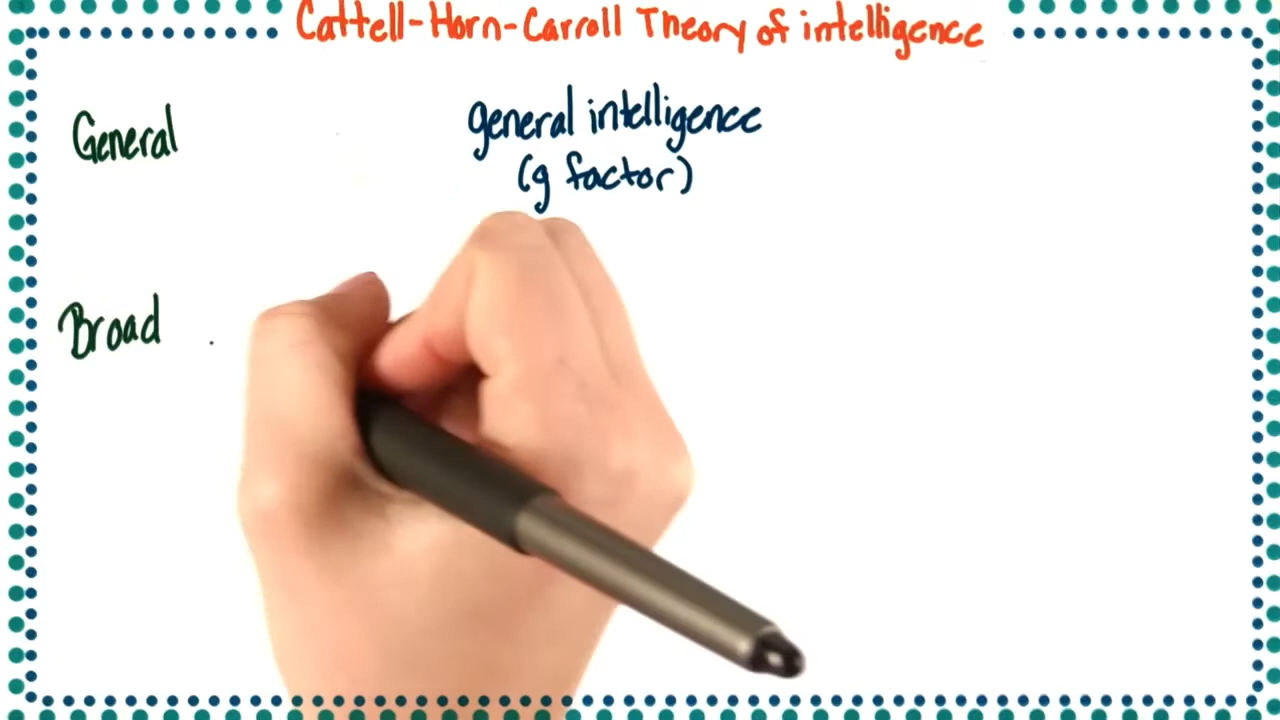 Cattell-Horn-Carroll Theory of intelligence
General
general intelligence
(g factor)
Broad